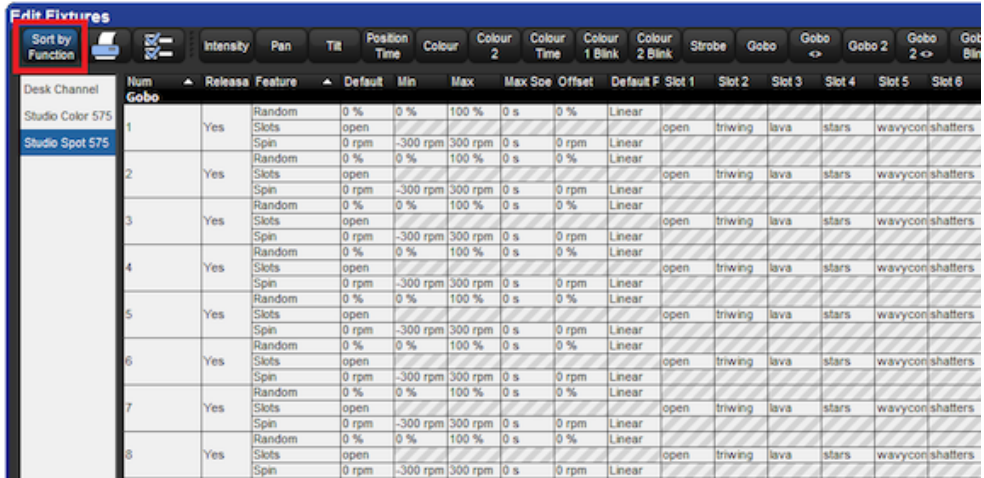 Edit Fixtures
Sort by Function Intensity Pan Tilt Position Time Colour Colour 2 Colour Time Colour 1 Blink Colour 2 Blink Strobe Gobo Gobo <> Gobo 2 Gobo 2 <> Gob Blin
Desk Channel
Studio Color 575
Studio Spot 575
Num Releasa Feature Default Min Max Max Spe Offset Default F Slot 1 Slot 2 Slot 3 Slot 4 Slot 5 Slot 6
Gobo
Random 0 % 0 % 100 % 0 s 0 % Linear
1 Yes Slots open open triwing lava stars wavycon shatters
Spin 0 rpm -300 rpm 300 rpm 0 s 0 rpm Linear
Random 0 % 0 % 100 % 0 s 0 % Linear
2 Yes Slots open open triwing lava stars wavycon shatters
Spin 0 rpm -300 rpm 300 rpm 0 s 0 rpm Linear
Random 0 % 0 % 100 % 0 s 0 % Linear
3 Yes Slots open open triwing lava stars wavycon shatters
Spin 0 rpm -300 rpm 300 rpm 0 s 0 rpm Linear
Random 0 % 0 % 100 % 0 s 0 % Linear
4 Yes Slots open open triwing lava stars wavycon shatters
Spin 0 rpm -300 rpm 300 rpm 0 s 0 rpm Linear
Random 0 % 0 % 100 % 0 s 0 % Linear
5 Yes Slots open open triwing lava stars wavycon shatters
Spin 0 rpm -300 rpm 300 rpm 0 s 0 rpm Linear
Random 0 % 0 % 100 % 0 s 0 % Linear
6 Yes Slots open open triwing lava stars wavycon shatters
Spin 0 rpm -300 rpm 300 rpm 0 s 0 rpm Linear
Random 0 % 0 % 100 % 0 s 0 % Linear
7 Yes Slots open open triwing lava stars wavycon shatters
Spin 0 rpm -300 rpm 300 rpm 0 s 0 rpm Linear
Random 0 % 0 % 100 % 0 s 0 % Linear
8 Yes Slots open open triwing lava stars wavycon shatters
Spin 0 rpm -300 rpm 300 rpm 0 s 0 rpm Linear